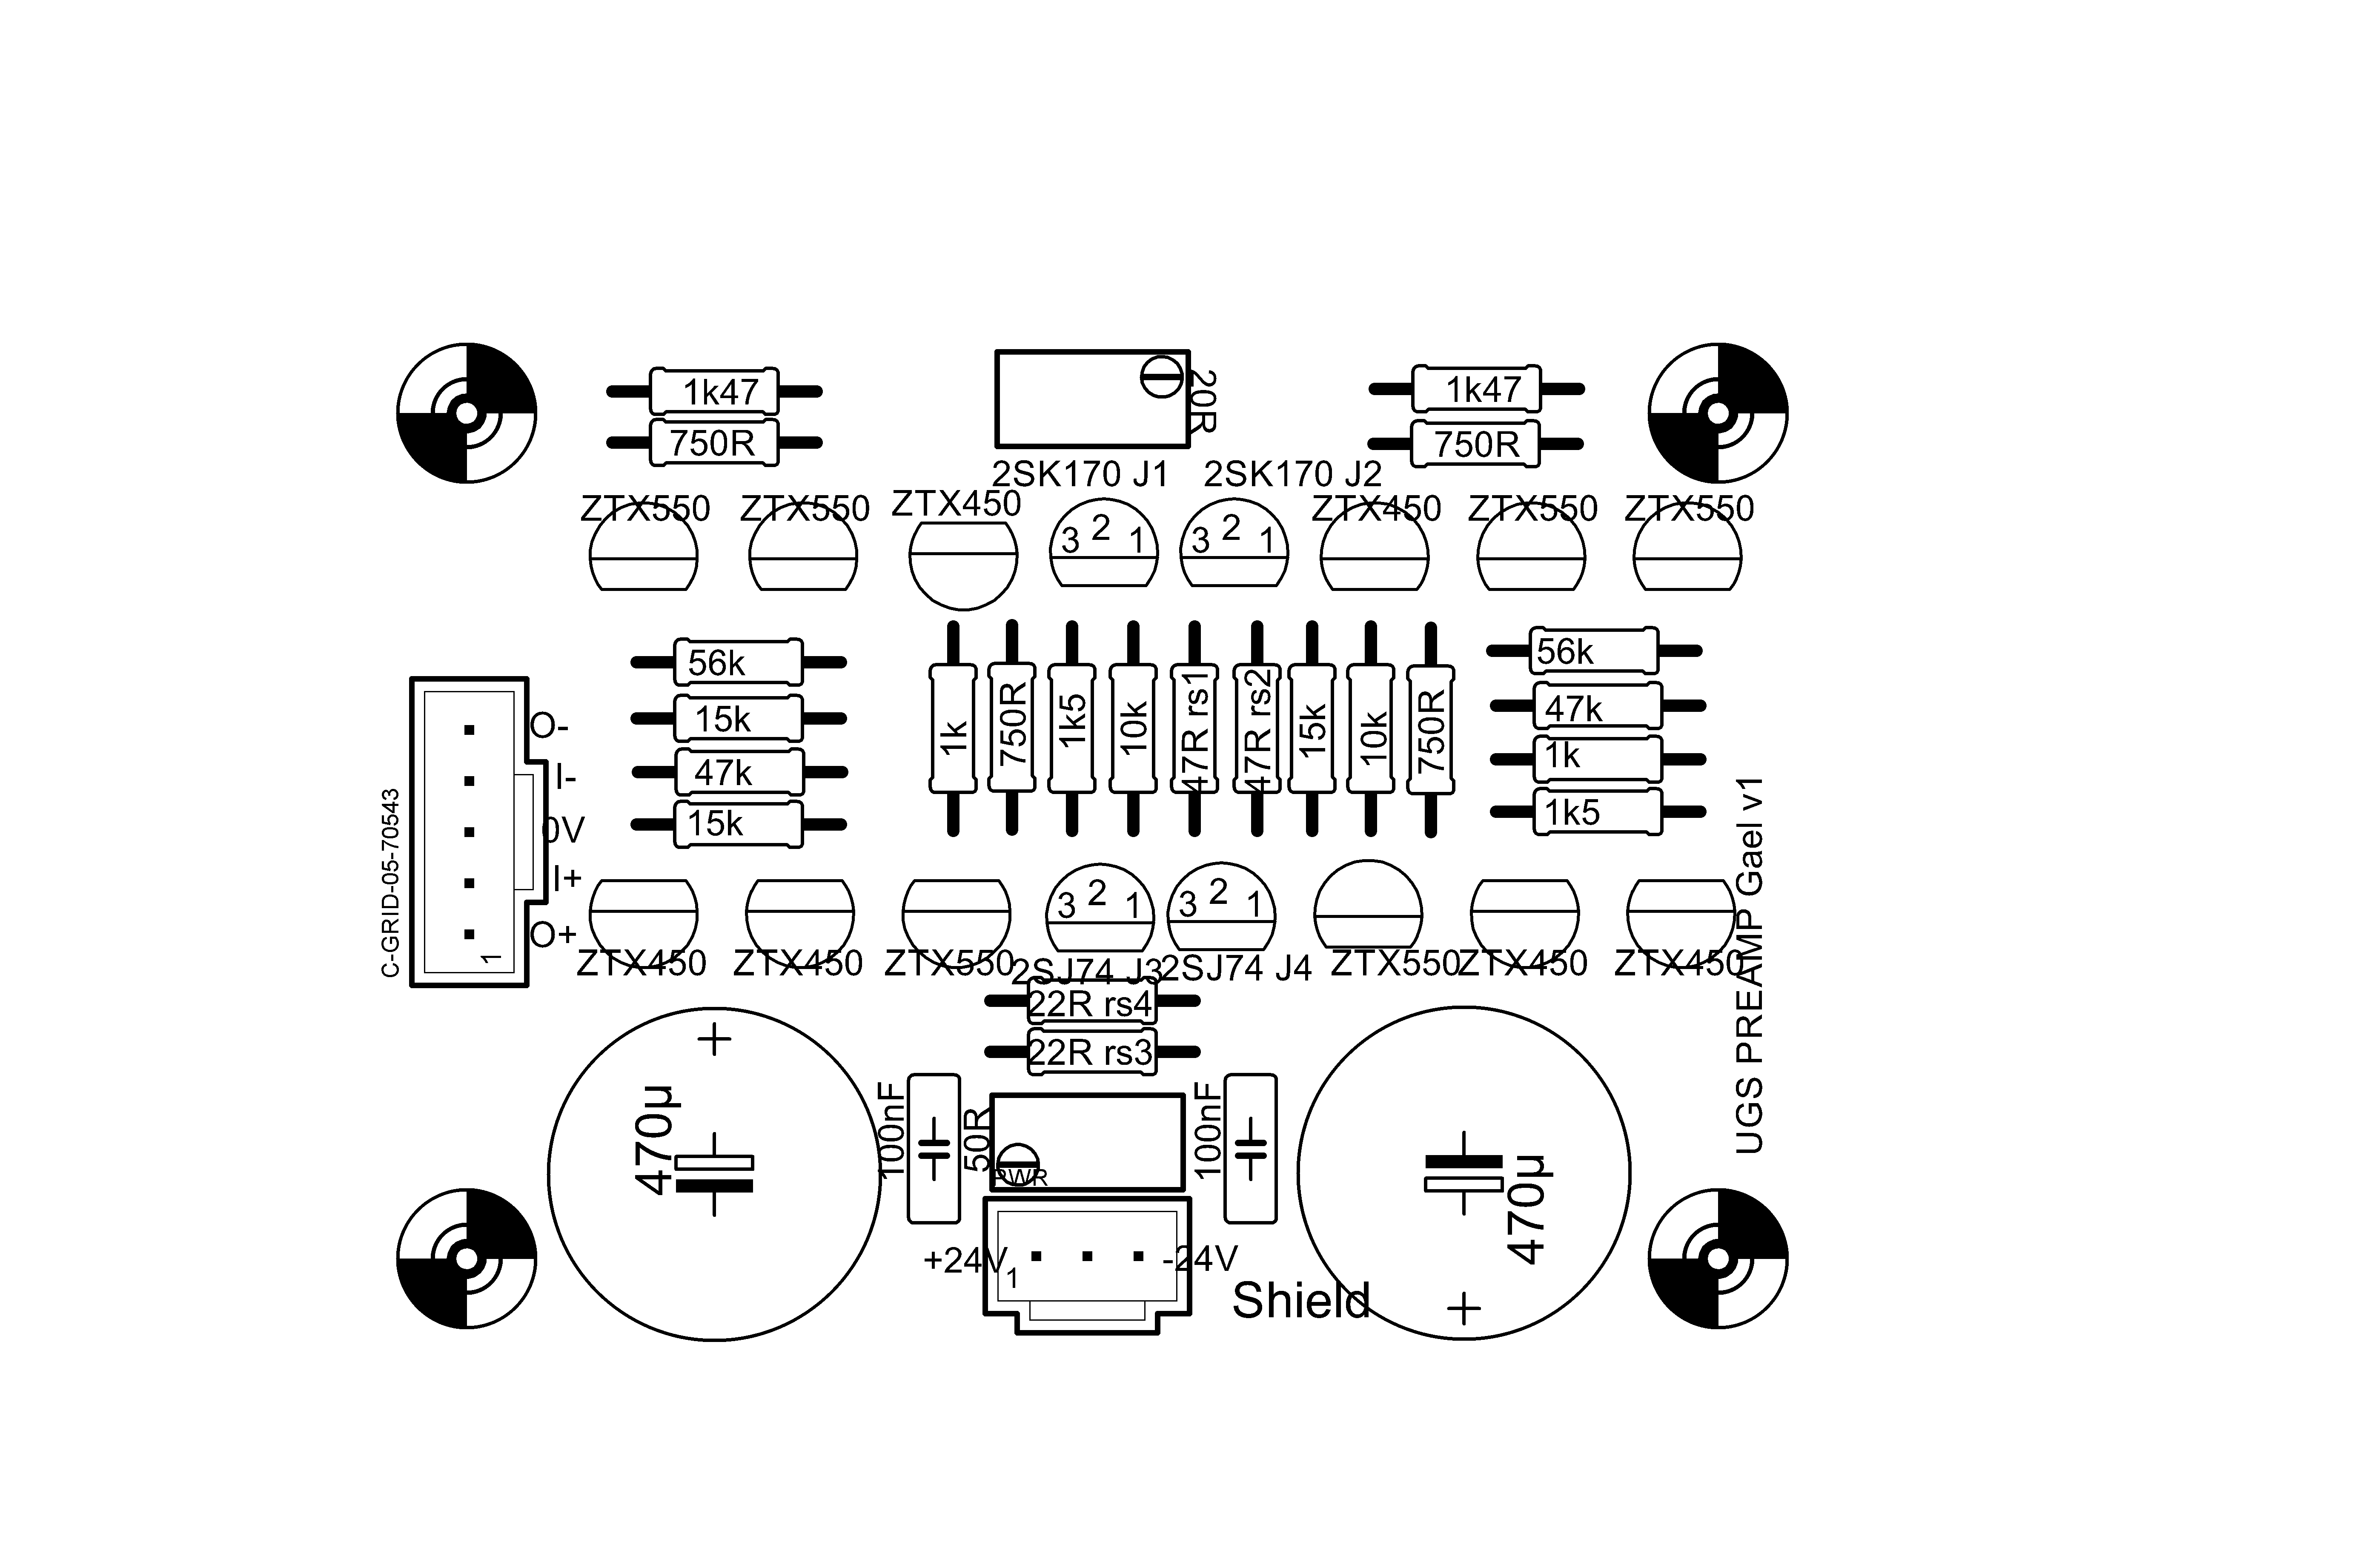 1k47
20R
1k47
750R
750R
2SK170 J1
2SK170 J2
ZTX550
ZTX550
ZTX450
ZTX450
ZTX550
ZTX550
3 2 1
3 2 1
56k
15k
47k
15k
1k
750R
1k5
10k
47R rs1
47R rs2
15k
10k
750R
56k
47k
1k
1k5
C-GRID-05-70543
O-
I-
0V
I+
O+
1
UGS PREAMP Gael v1
3 2 1
3 2 1
ZTX450
ZTX450
ZTX550
2SJ74 J3
2SJ74 J4
ZTX550
ZTX450
ZTX450
22R rs4
22R rs3
+
470µ
100nF
50R
PWR
100nF
470µ
+
+24V
1
-24V
Shield